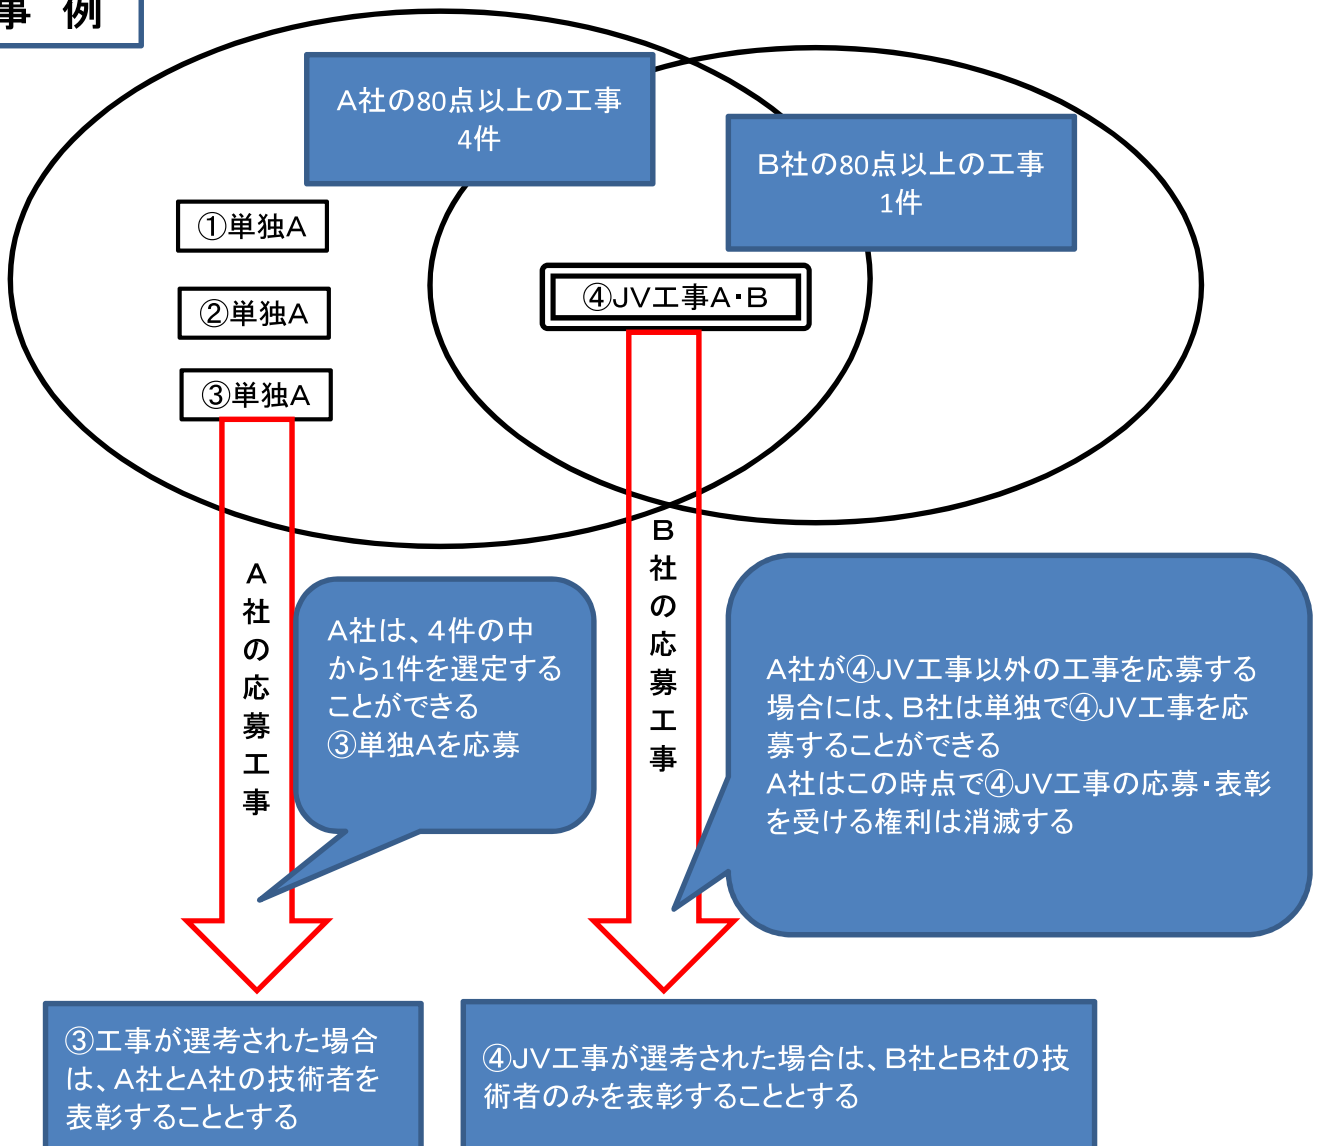 事 例
A社の80点以上の工事
4件
B社の80点以上の工事
1件
①単独A
②単独A
③単独A
④JV工事A・B
A社の応募工事
B社の応募工事
A社は、4件の中
から1件を選定する
ことができる
③単独Aを応募
A社が④JV工事以外の工事を応募する
場合には、B社は単独で④JV工事を応
募することができる
A社はこの時点で④JV工事の応募・表彰
を受ける権利は消滅する
③工事が選考された場合
は、A社とA社の技術者を
表彰することとする
④JV工事が選考された場合は、B社とB社の技
術者のみを表彰することとする